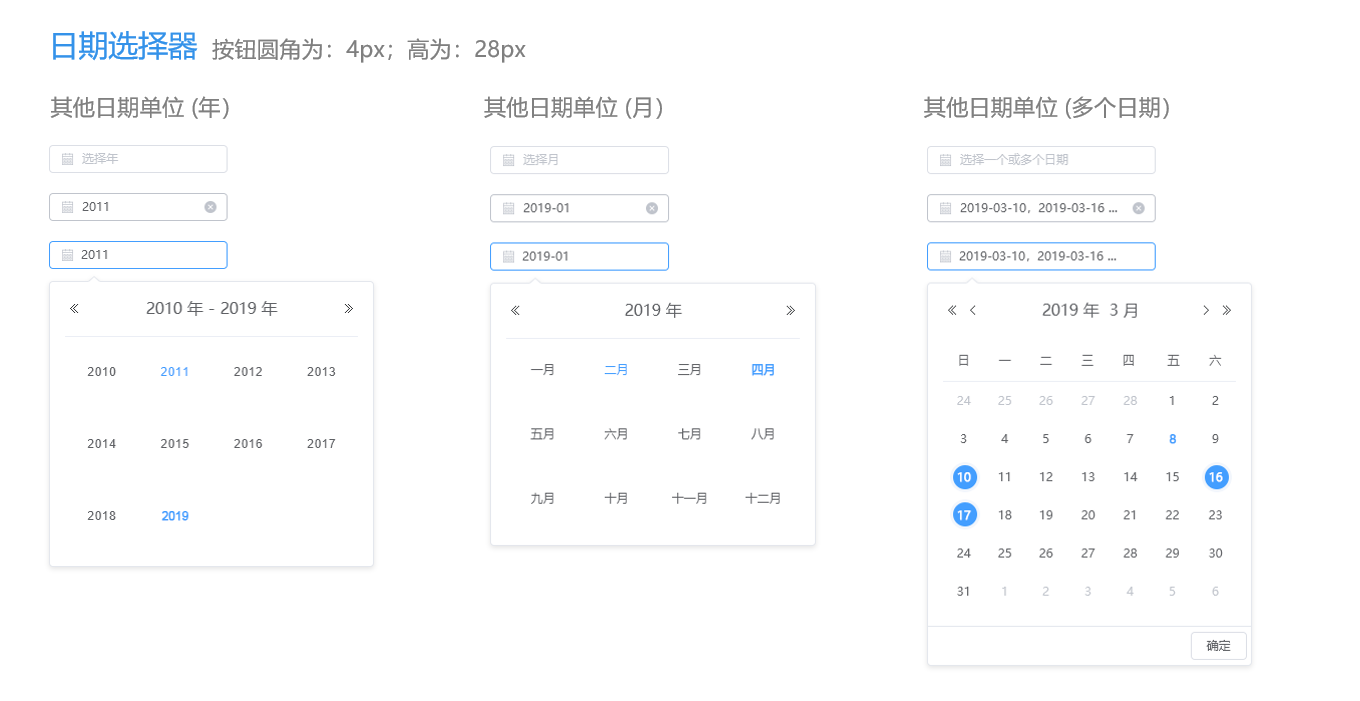 日期选择器 按钮圆角为：4px；高为：28px
其他日期单位 (年)
选择年
2011
2011
2010 年 - 2019 年
2010 2011 2012 2013
2014 2015 2016 2017
2018 2019
其他日期单位 (月)
选择月
2019-01
2019-01
2019 年
一月 二月 三月 四月
五月 六月 七月 八月
九月 十月 十一月 十二月
其他日期单位 (多个日期)
选择一个或多个日期
2019-03-10，2019-03-16 ...
2019-03-10，2019-03-16 ...
2019 年 3 月
日 一 二 三 四 五 六
24 25 26 27 28 1 2
3 4 5 6 7 8 9
10 11 12 13 14 15 16
17 18 19 20 21 22 23
24 25 26 27 28 29 30
31 1 2 3 4 5 6
确定